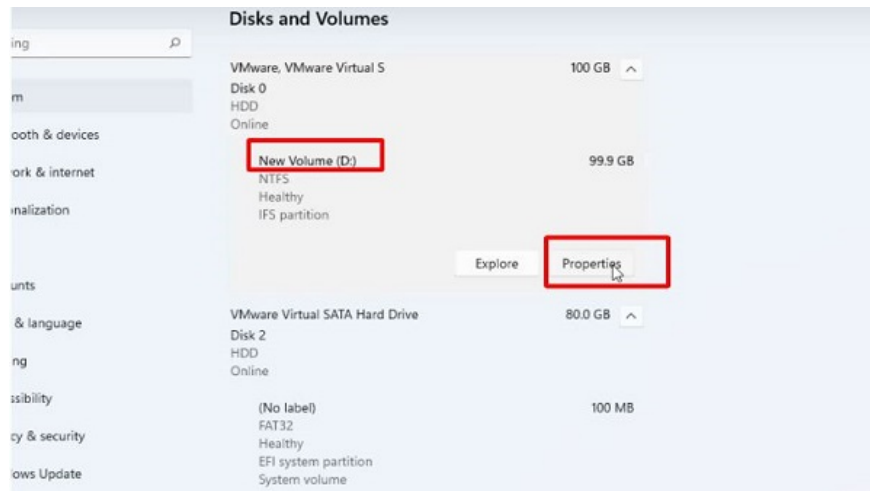 Disks and Volumes
ing
VMware, VMware Virtual S 100 GB
Disk 0
HDD
Online
New Volume (D:) 99.9 GB
NTFS
Healthy
IFS partition
Explore Properties
VMware Virtual SATA Hard Drive 80.0 GB
Disk 2
HDD
Online
(No label) 100 MB
FAT32
Healthy
EFI system partition
System volume
m
ooth & devices
ork & internet
nalization
unts
& language
ng
ssibility
cy & security
ows Update